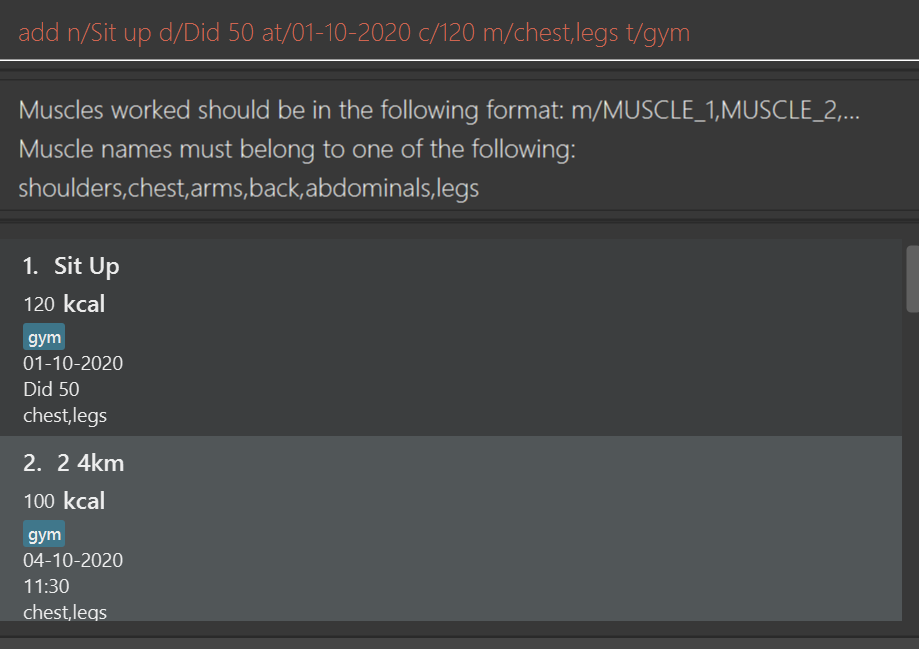 add n/Sit up d/Did 50 at/01-10-2020 c/120 m/chest,legs t/gym
Muscles worked should be in the following format: m/MUSCLE_1,MUSCLE_2,...
Muscle names must belong to one of the following:
shoulders,chest,arms,back,abdominals,legs
1. Sit Up
120 kcal
gym
01-10-2020
Did 50
chest,legs
2. 2 4km
100 kcal
gym
04-10-2020
11:30
chest,legs